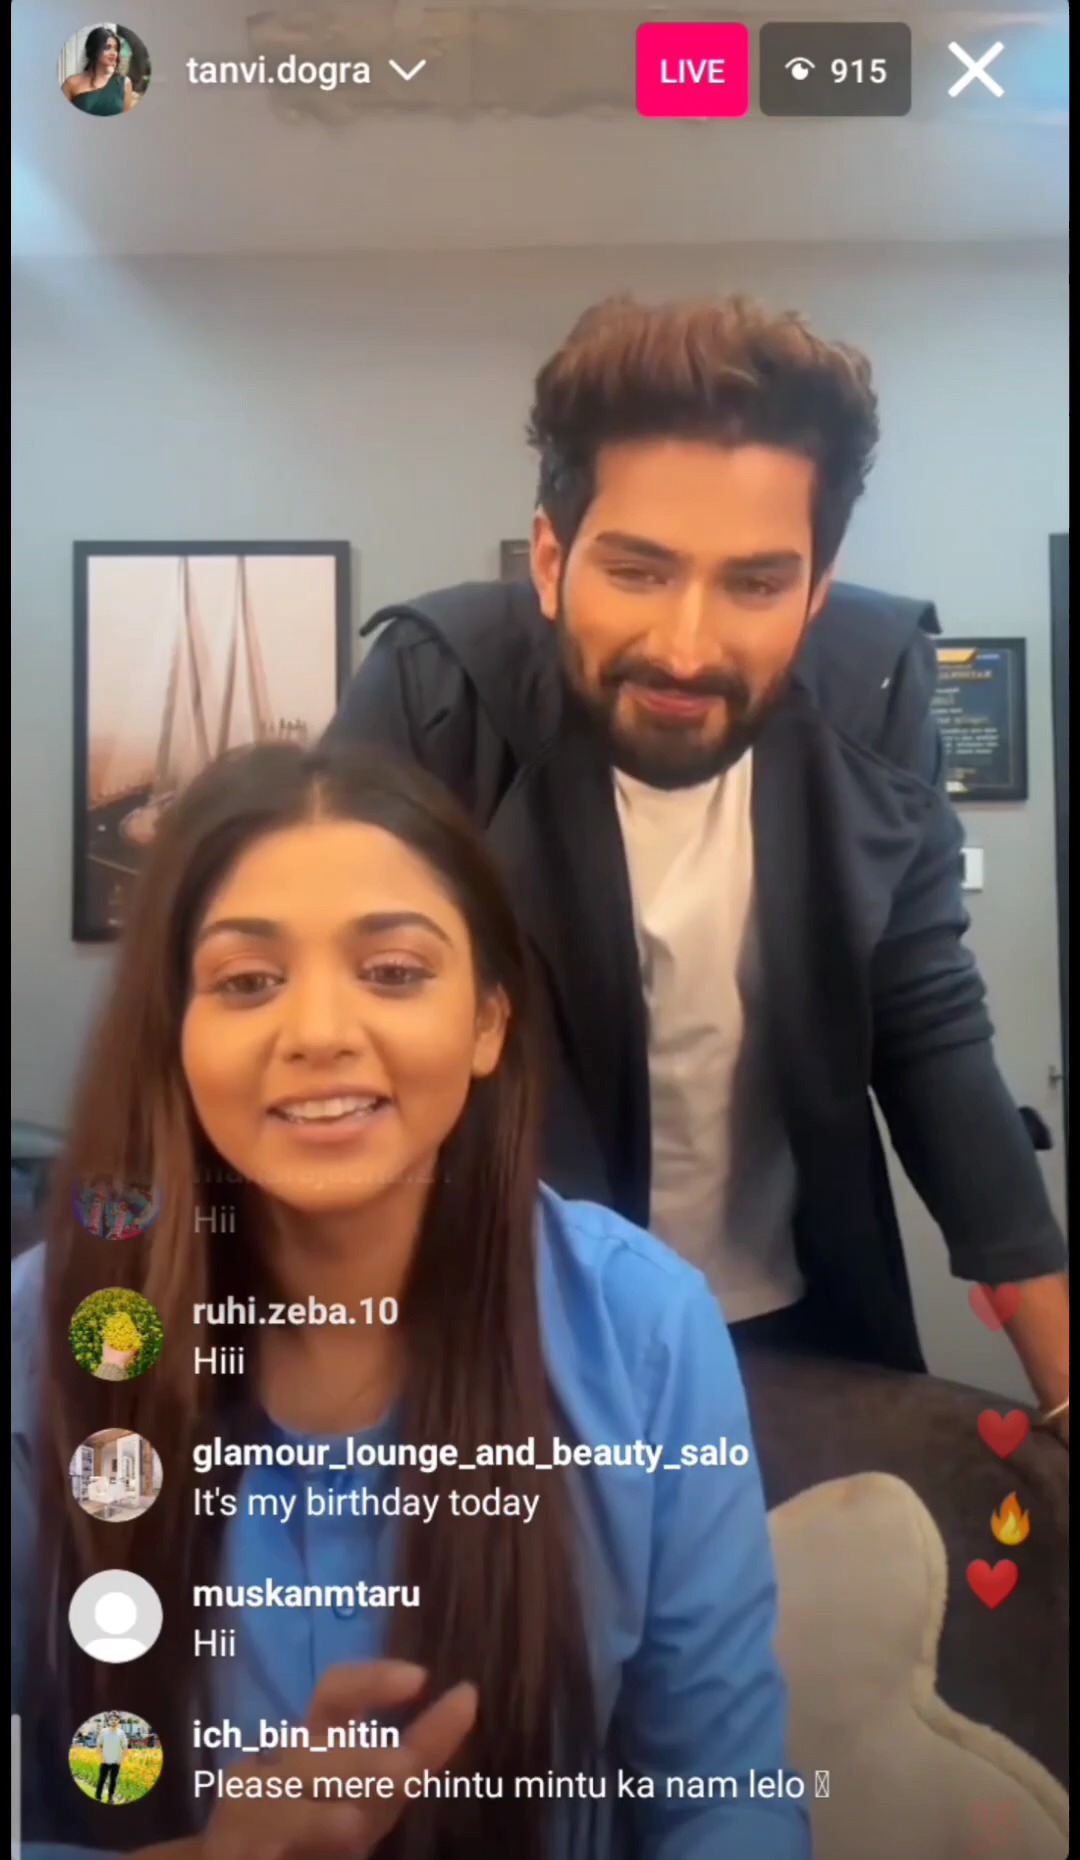 tanvi.dogra
LIVE
915
Hii
ruhi.zeba.10
Hiii
glamour_lounge_and_beauty_salo
It's my birthday today
muskanmtaru
Hii
ich_bin_nitin
Please mere chintu mintu ka nam lelo